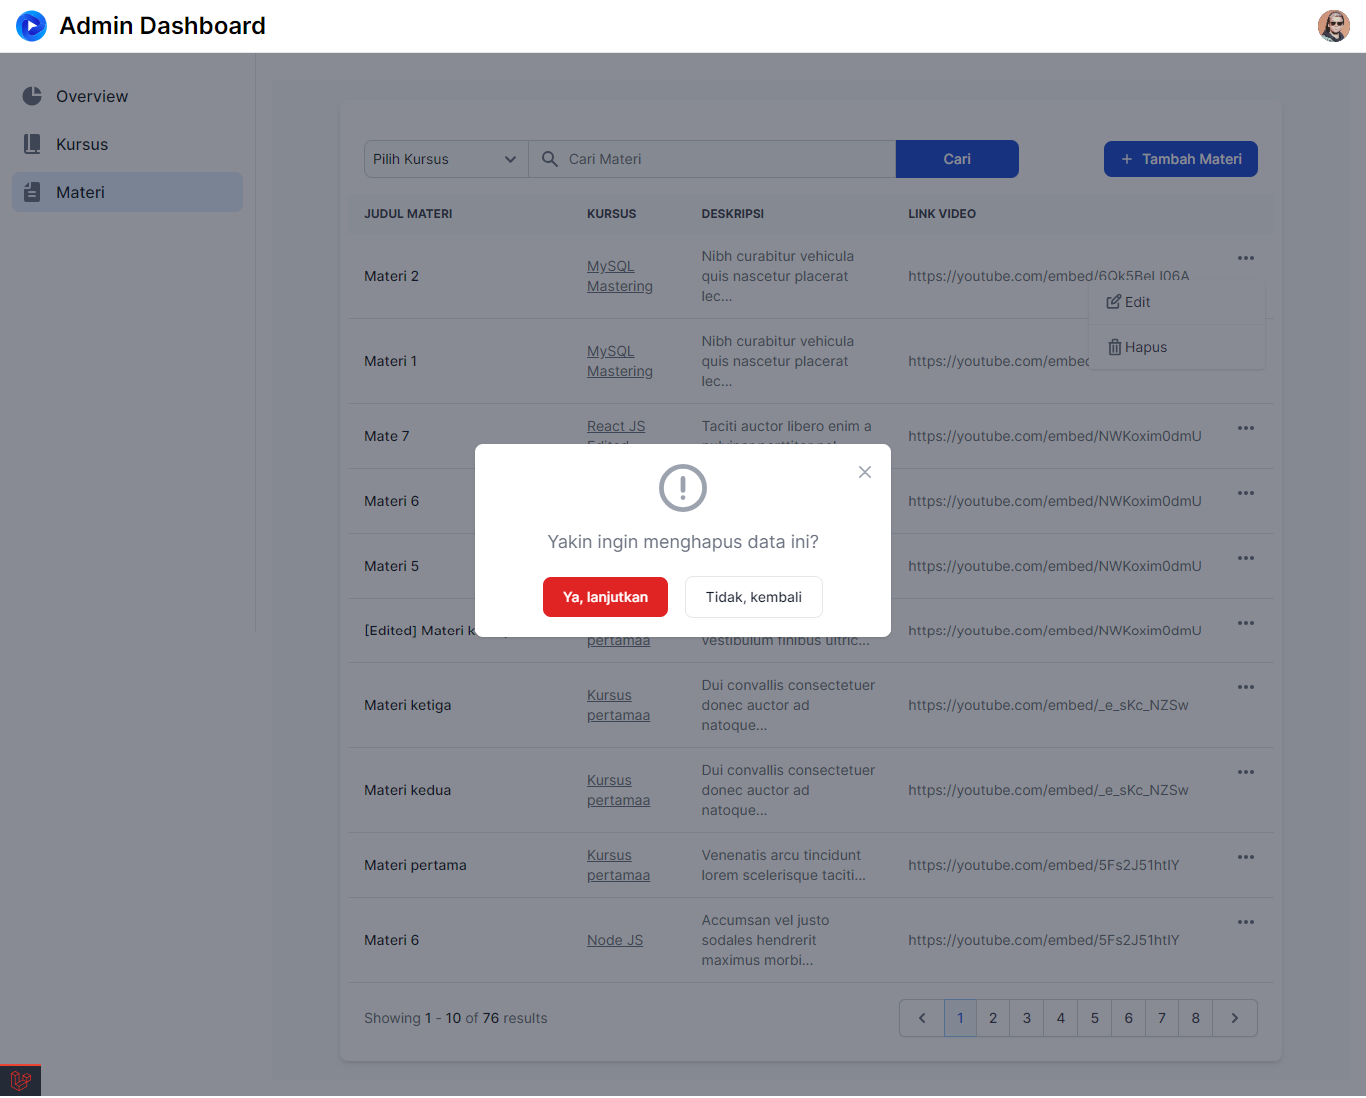 Admin Dashboard
Overview
Kursus
Materi
Pilih Kursus
Cari Materi
Cari
+ Tambah Materi
JUDUL MATERI KURSUS DESKRIPSI LINK VIDEO
Materi 2
MySQL
Mastering
Nibh curabitur vehicula
quis nascetur placerat
lec...
https://youtube.com/embed/6Qk5BeLJ06A
Edit
Hapus
Materi 1
MySQL
Mastering
Nibh curabitur vehicula
quis nascetur placerat
lec...
https://youtube.com/embed
Mate 7
React JS
Edited
Taciti auctor libero enim a
https://youtube.com/embed/NWKoxim0dmU
Materi 6
https://youtube.com/embed/NWKoxim0dmU
Materi 5
https://youtube.com/embed/NWKoxim0dmU
[Edited] Materi
pertamaa
vestibulum finibus ultric...
https://youtube.com/embed/NWKoxim0dmU
Yakin ingin menghapus data ini?
Ya, lanjutkan
Tidak, kembali
Materi ketiga
Kursus
pertamaa
Dui convallis consectetuer
donec auctor ad
natoque...
https://youtube.com/embed/_e_sKc_NZSw
Materi kedua
Kursus
pertamaa
Dui convallis consectetuer
donec auctor ad
natoque...
https://youtube.com/embed/_e_sKc_NZSw
Materi pertama
Kursus
pertamaa
Venenatis arcu tincidunt
lorem scelerisque taciti...
https://youtube.com/embed/5Fs2J51htIY
Materi 6
Node JS
Accumsan vel justo
sodales hendrerit
maximus morbi...
https://youtube.com/embed/5Fs2J51htIY
Showing 1 - 10 of 76 results
1 2 3 4 5 6 7 8